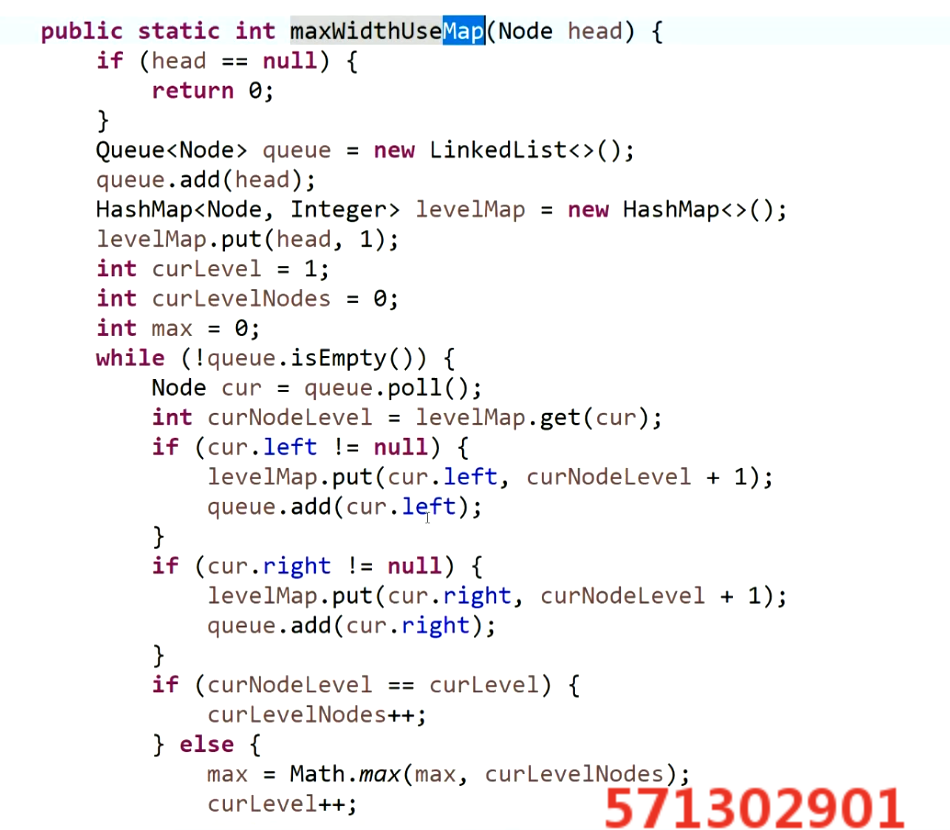 public static int maxWidthUseMap(Node head) {
    if (head == null) {
        return 0;
    }
    Queue<Node> queue = new LinkedList<>();
    queue.add(head);
    HashMap<Node, Integer> levelMap = new HashMap<>();
    levelMap.put(head, 1);
    int curLevel = 1;
    int curLevelNodes = 0;
    int max = 0;
    while (!queue.isEmpty()) {
        Node cur = queue.poll();
        int curNodeLevel = levelMap.get(cur);
        if (cur.left != null) {
            levelMap.put(cur.left, curNodeLevel + 1);
            queue.add(cur.left);
        }
        if (cur.right != null) {
            levelMap.put(cur.right, curNodeLevel + 1);
            queue.add(cur.right);
        }
        if (curNodeLevel == curLevel) {
            curLevelNodes++;
        } else {
            max = Math.max(max, curLevelNodes);
            curLevel++;
571302901